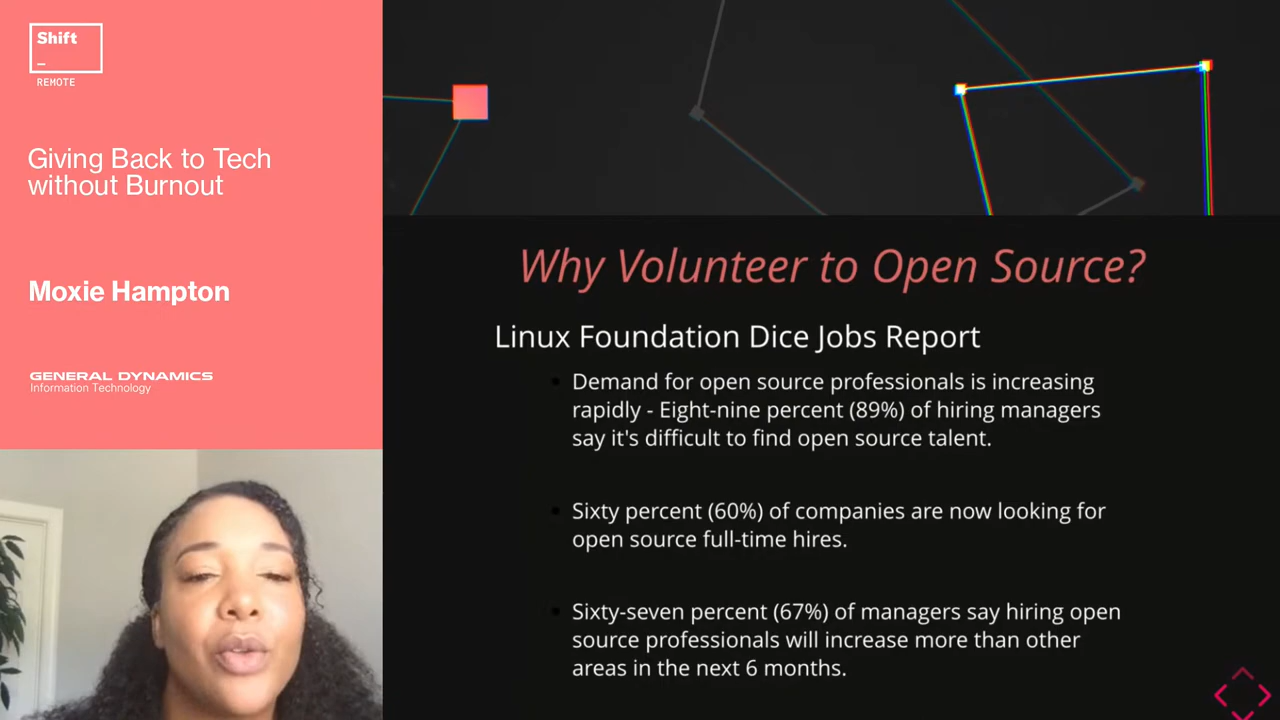 Shift
_
REMOTE
Giving Back to Tech
without Burnout
Moxie Hampton
GENERAL DYNAMICS
Information Technology
Why Volunteer to Open Source?
Linux Foundation Dice Jobs Report
Demand for open source professionals is increasing
rapidly - Eight-nine percent (89%) of hiring managers
say it's difficult to find open source talent.
Sixty percent (60%) of companies are now looking for
open source full-time hires.
Sixty-seven percent (67%) of managers say hiring open
source professionals will increase more than other
areas in the next 6 months.